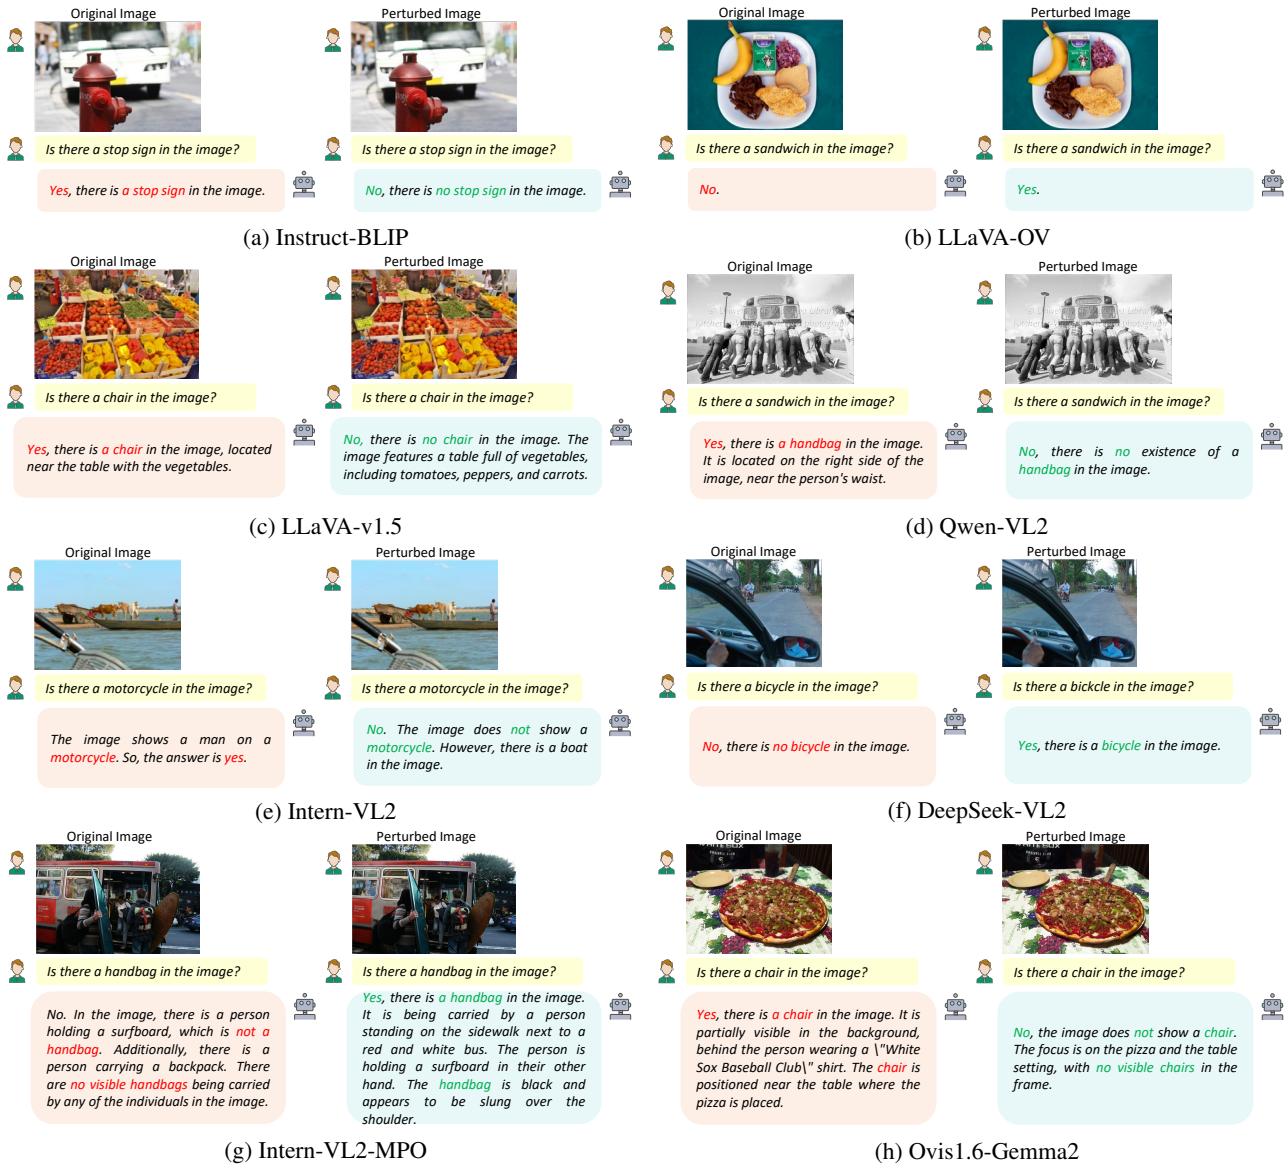 Original Image
Perturbed Image
Is there a stop sign in the image?
Is there a stop sign in the image?
Yes, there is a stop sign in the image.
No, there is no stop sign in the image.
(a) Instruct-BLIP
Original Image
Perturbed Image
Is there a sandwich in the image?
Is there a sandwich in the image?
No.
Yes.
(b) LLaVA-OV
Original Image
Perturbed Image
Is there a chair in the image?
Is there a chair in the image?
Yes, there is a chair in the image, located
near the table with the vegetables.
No, there is no chair in the image. The
image features a table full of vegetables,
including tomatoes, peppers, and carrots.
(c) LLaVA-v1.5
Original Image
Perturbed Image
Is there a sandwich in the image?
Is there a sandwich in the image?
Yes, there is a handbag in the image.
It is located on the right side of the
image, near the person's waist.
No, there is no existence of a
handbag in the image.
(d) Qwen-VL2
Original Image
Perturbed Image
Is there a motorcycle in the image?
Is there a motorcycle in the image?
The image shows a man on a
motorcycle. So, the answer is yes.
No. The image does not show a
motorcycle. However, there is a boat
in the image.
(e) Intern-VL2
Original Image
Perturbed Image
Is there a bicycle in the image?
Is there a bickcle in the image?
No, there is no bicycle in the image.
Yes, there is a bicycle in the image.
(f) DeepSeek-VL2
Original Image
Perturbed Image
Is there a handbag in the image?
Is there a handbag in the image?
No. In the image, there is a person
holding a surfboard, which is not a
handbag. Additionally, there is a
person carrying a backpack. There
are no visible handbags being carried
by any of the individuals in the image.
Yes, there is a handbag in the image.
It is being carried by a person
standing on the sidewalk next to a
red and white bus. The person is
holding a surfboard in their other
hand. The handbag is black and
appears to be slung over the
shoulder.
(g) Intern-VL2-MPO
Original Image
Perturbed Image
Is there a chair in the image?
Is there a chair in the image?
Yes, there is a chair in the image. It is
partially visible in the background,
behind the person wearing a \"White
Sox Baseball Club\" shirt. The chair is
positioned near the table where the
pizza is placed.
No, the image does not show a chair.
The focus is on the pizza and the table
setting, with no visible chairs in the
frame.
(h) Ovis1.6-Gemma2